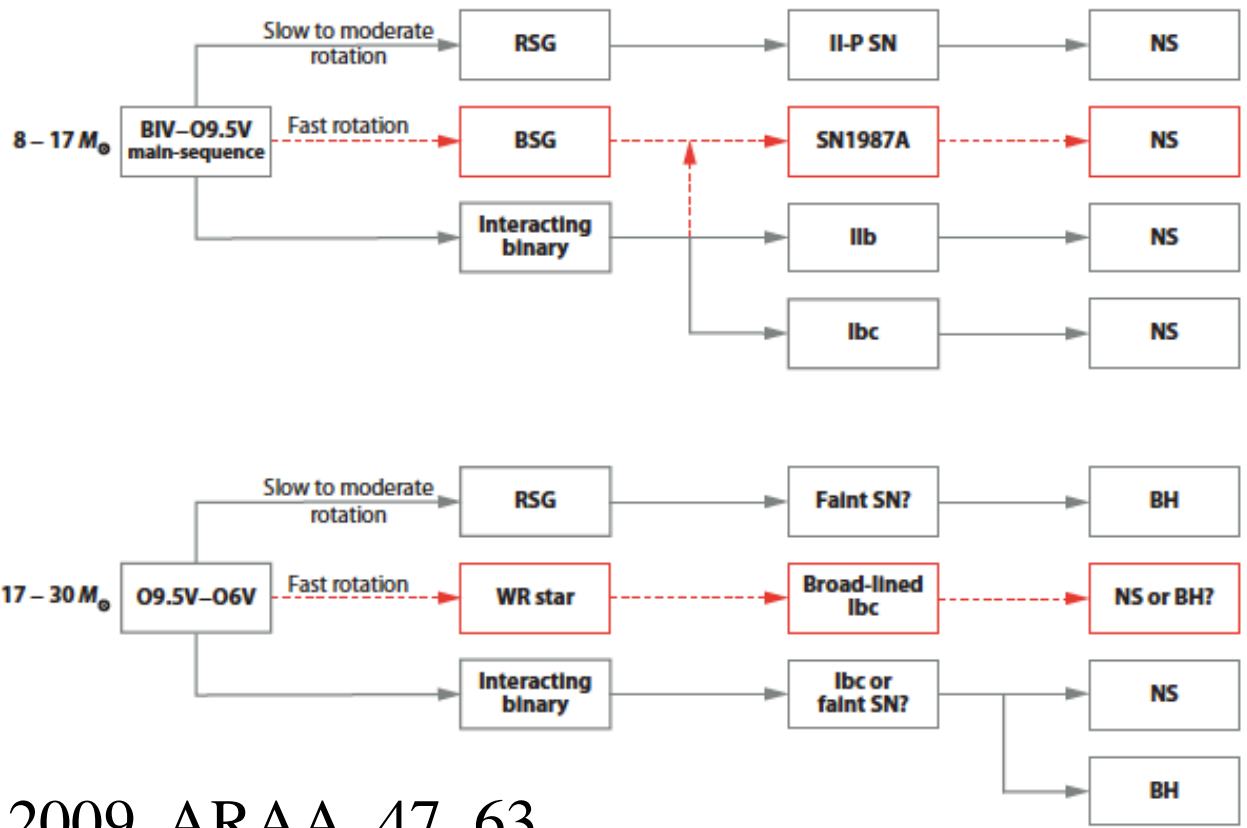 Slow to moderate
rotation
RSG
II-P SN
NS
8 – 17 M⊙
BIV–O9.5V
main-sequence
Fast rotation
BSG
SN1987A
NS
Interacting
binary
IIb
NS
Ibc
NS
Slow to moderate
rotation
RSG
Faint SN?
BH
17 – 30 M⊙
O9.5V–O6V
Fast rotation
WR star
Broad-lined
Ibc
NS or BH?
Interacting
binary
Ibc or
faint SN?
NS
BH
2009, ARAA, 47, 63